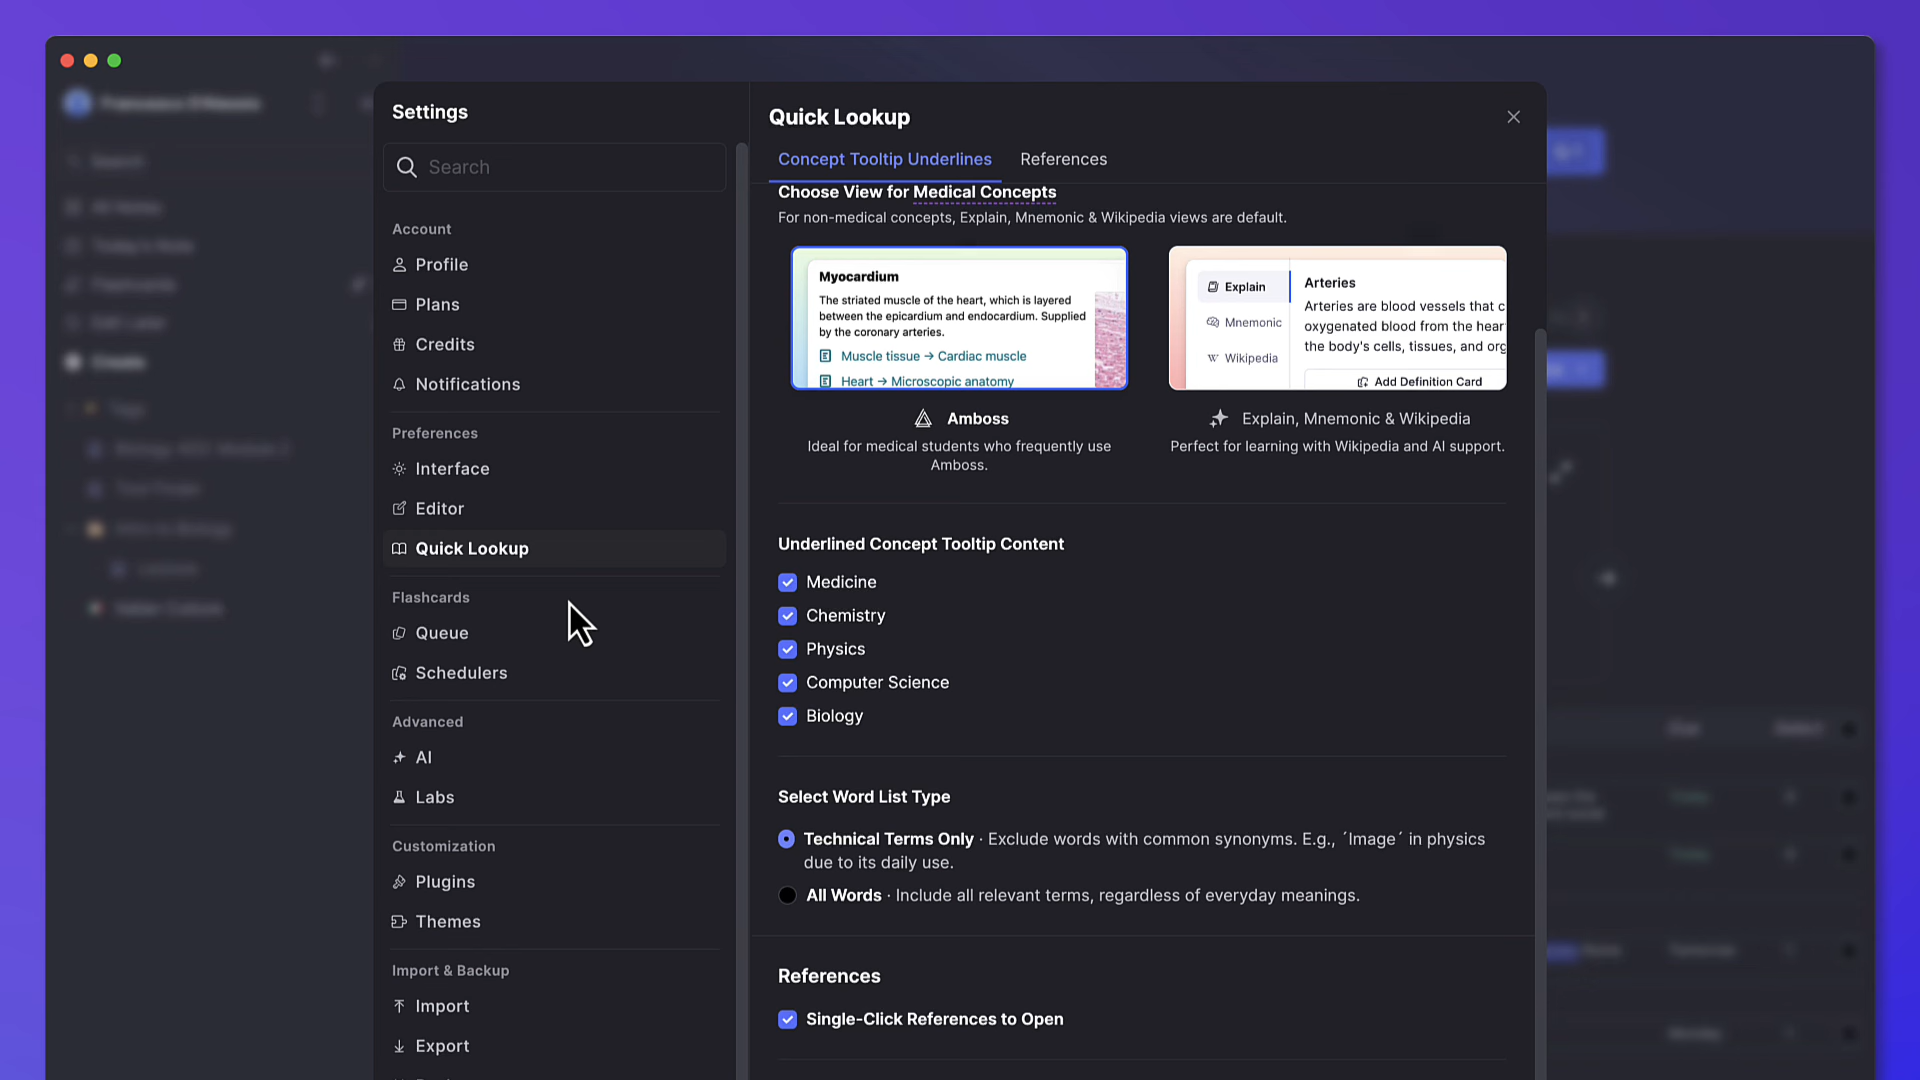 Settings
Search
Account
Profile
Plans
Credits
Notifications
Preferences
Interface
Editor
Quick Lookup
Flashcards
Queue
Schedulers
Advanced
AI
Labs
Customization
Plugins
Themes
Import & Backup
Import
Export
Quick Lookup
Concept Tooltip Underlines
References
Choose View for Medical Concepts
For non-medical concepts, Explain, Mnemonic & Wikipedia views are default.
Myocardium
The striated muscle of the heart, which is layered
between the epicardium and endocardium. Supplied
by the coronary arteries.
Muscle tissue → Cardiac muscle
Heart → Microscopic anatomy
Amboss
Ideal for medical students who frequently use
Amboss.
Explain
Mnemonic
Wikipedia
Arteries
Arteries are blood vessels that c
oxygenated blood from the hear
the body's cells, tissues, and org
Add Definition Card
Explain, Mnemonic & Wikipedia
Perfect for learning with Wikipedia and AI support.
Underlined Concept Tooltip Content
Medicine
Chemistry
Physics
Computer Science
Biology
Select Word List Type
Technical Terms Only · Exclude words with common synonyms. E.g., ´Image´ in physics
due to its daily use.
All Words · Include all relevant terms, regardless of everyday meanings.
References
Single-Click References to Open